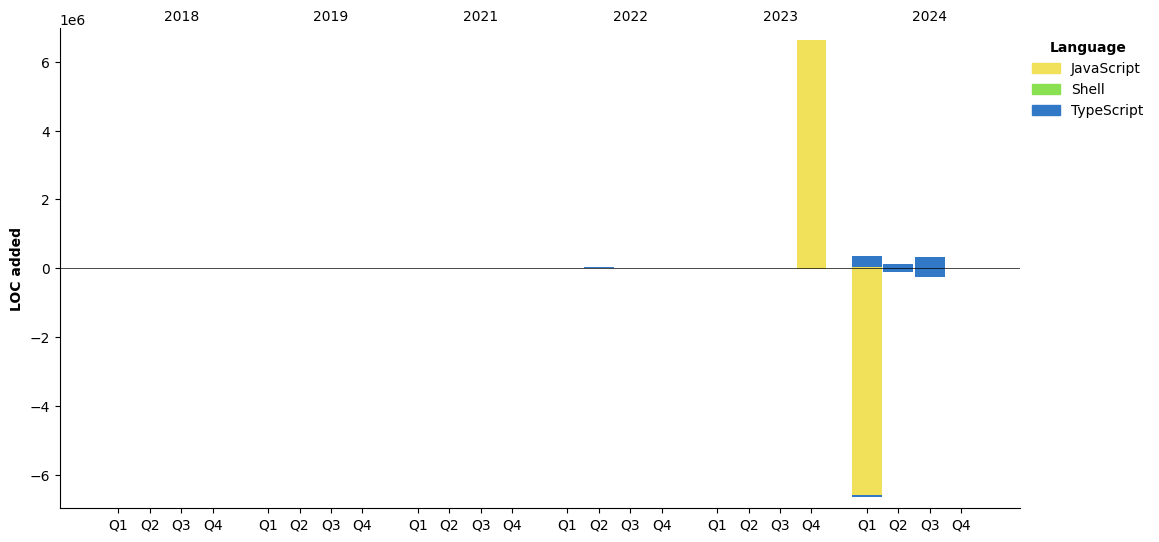 1e6
2018 2019 2021 2022 2023 2024
Language
JavaScript
Shell
TypeScript
LOC added
6
4
2
0
−2
−4
−6
Q1 Q2 Q3 Q4 Q1 Q2 Q3 Q4 Q1 Q2 Q3 Q4 Q1 Q2 Q3 Q4 Q1 Q2 Q3 Q4 Q1 Q2 Q3 Q4